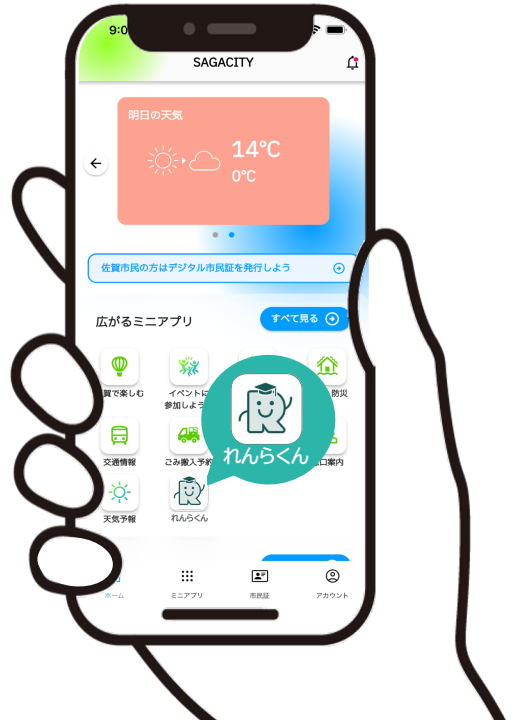 9:0
SAGACITY
明日の天気
14℃
0℃
佐賀市民の方はデジタル市民証を発行しよう
広がるミニアプリ
すべて見る
賀で楽しむ
イベントに
参加しよう
防災
交通情報
ごみ搬入予約
れんらくん
口案内
天気予報
れんらくん
ホーム
ミニアプリ
市民証
アカウント